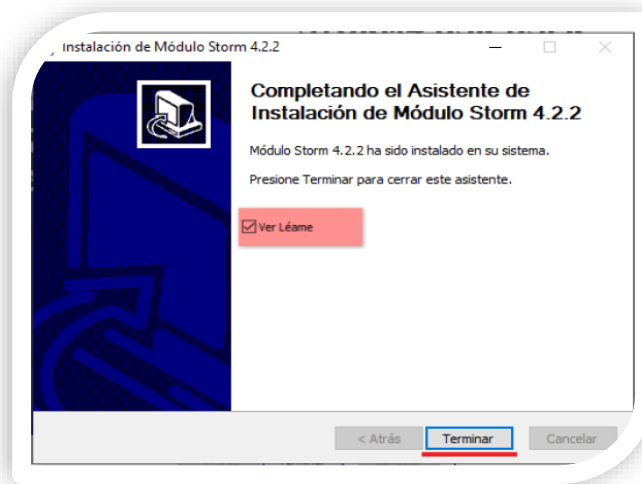 Instalación de Módulo Storm 4.2.2
Completando el Asistente de
Instalación de Módulo Storm 4.2.2
Módulo Storm 4.2.2 ha sido instalado en su sistema.
Presione Terminar para cerrar este asistente.
Ver Léame
< Atrás
Terminar
Cancelar